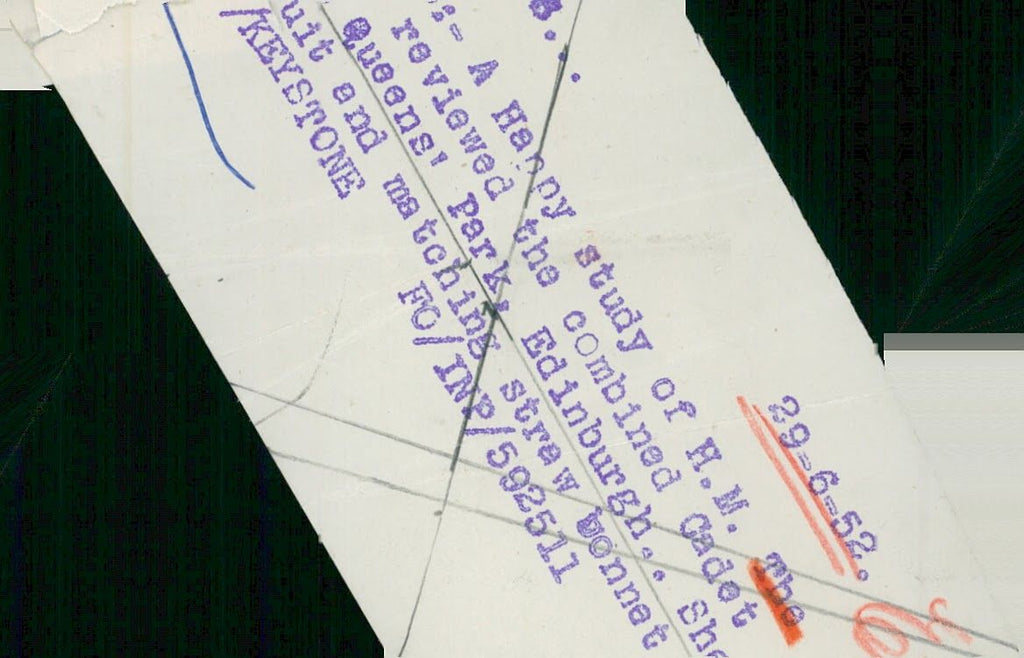 29-6-52.
:- A Happy study of H.M. The
reviewed the combined Cadet
Queens' Park, Edinburgh.. She
uit and matching straw bonnet
/KEYSTONE FO/INP/592511